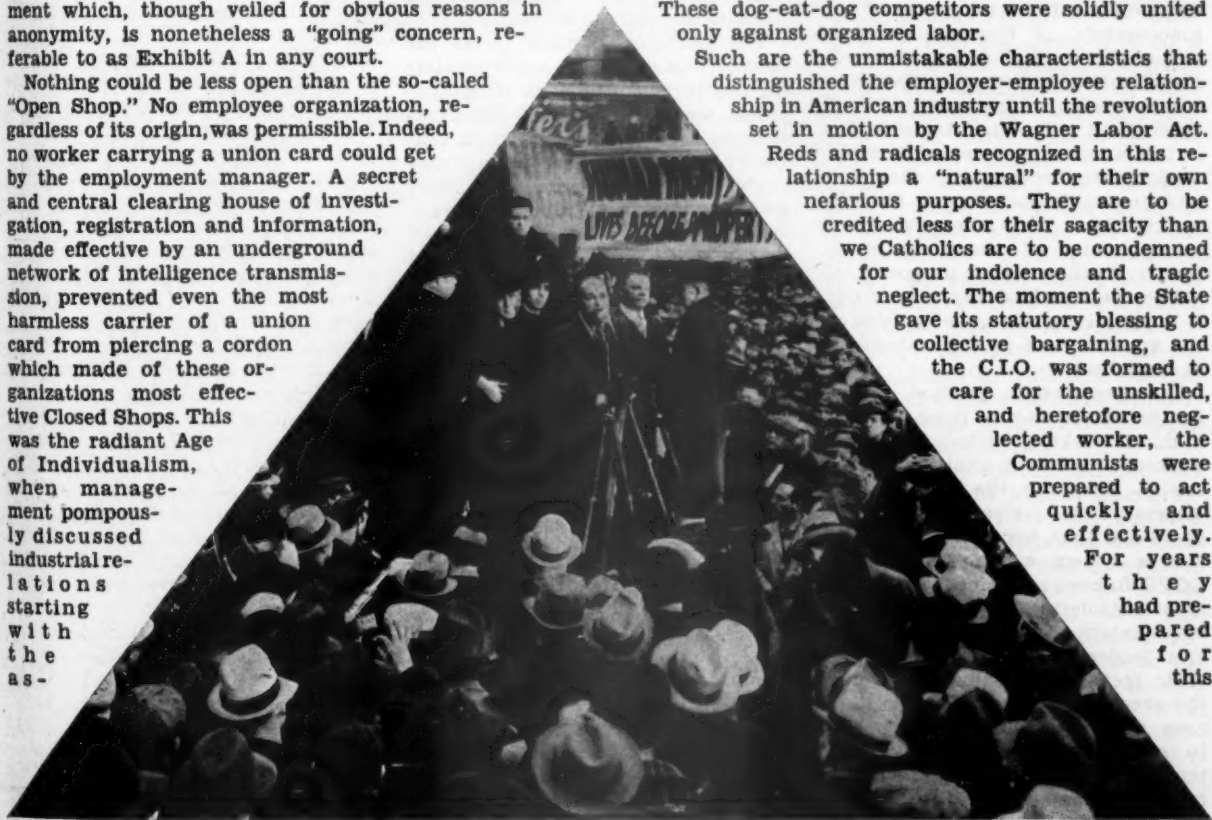 ment which, though veiled for obvious reasons in
anonymity, is nonetheless a “going” concern, re-
ferable to as Exhibit A in any court.
Nothing could be less open than the so-called
“Open Shop.” No employee organization, re-
gardless of its origin, was permissible. Indeed,
no worker carrying a union card could get
by the employment manager. A secret
and central clearing house of investi-
gation, registration and information,
made effective by an underground
network of intelligence transmis-
sion, prevented even the most
harmless carrier of a union
card from piercing a cordon
which made of these or-
ganizations most effec-
tive Closed Shops. This
was the radiant Age
of Individualism,
when manage-
ment pompous-
ly discussed
industrial re-
lations
starting
with
the
as-
These dog-eat-dog competitors were solidly united
only against organized labor.
Such are the unmistakable characteristics that
distinguished the employer-employee relation-
ship in American industry until the revolution
set in motion by the Wagner Labor Act.
Reds and radicals recognized in this re-
lationship a “natural” for their own
nefarious purposes. They are to be
credited less for their sagacity than
we Catholics are to be condemned
for our indolence and tragic
neglect. The moment the State
gave its statutory blessing to
collective bargaining, and
the C.I.O. was formed to
care for the unskilled,
and heretofore neg-
lected worker, the
Communists were
prepared to act
quickly and
effectively.
For years
they
had pre-
pared
for
this
LIVES BEFORE PROPERTY